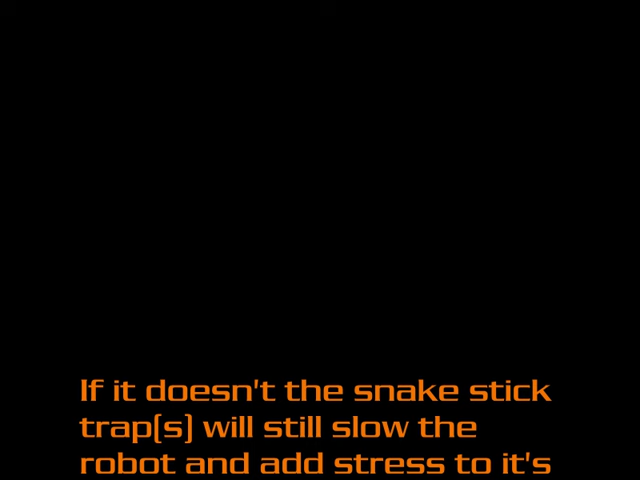 If it doesn't the snake stick
trap(s) will still slow the
robot and add stress to it's